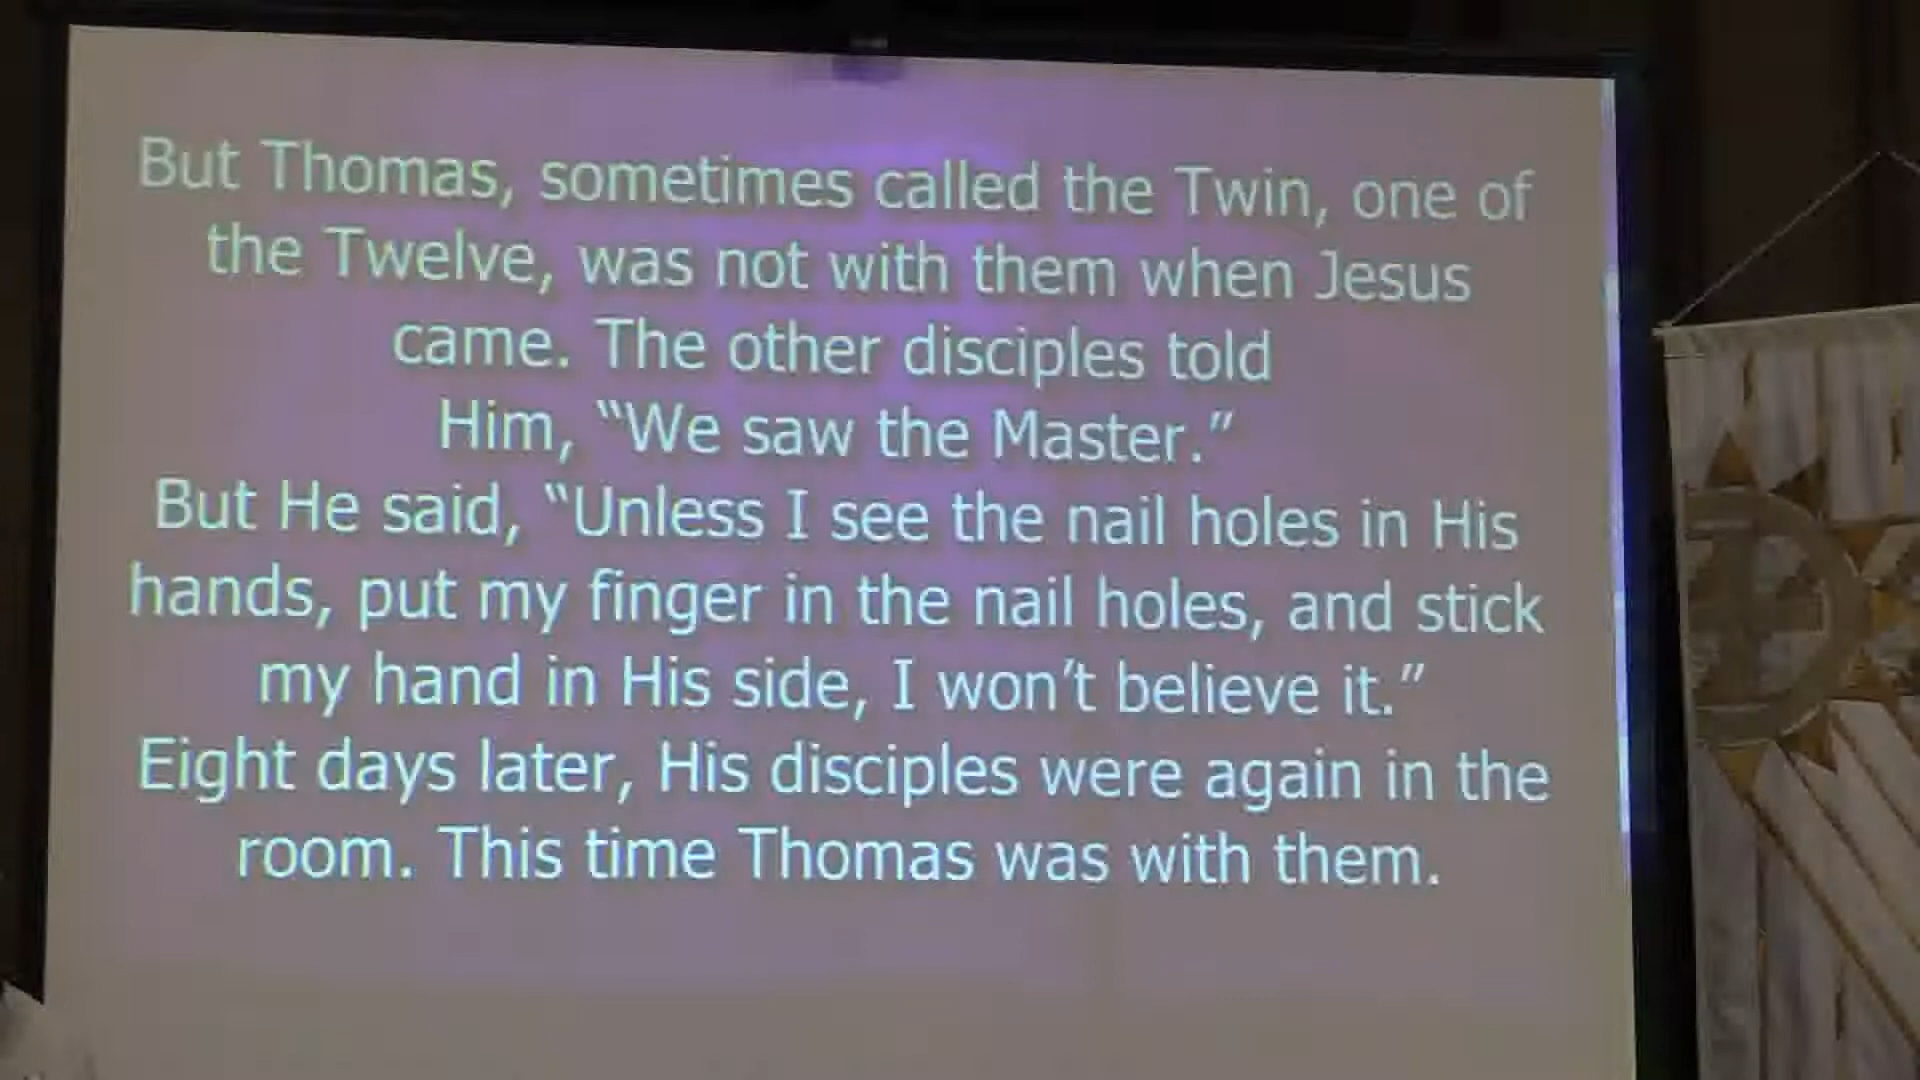 But Thomas, sometimes called the Twin, one of
the Twelve, was not with them when Jesus
came. The other disciples told
Him, “We saw the Master.”
But He said, “Unless I see the nail holes in His
hands, put my finger in the nail holes, and stick
my hand in His side, I won’t believe it.”
Eight days later, His disciples were again in the
room. This time Thomas was with them.